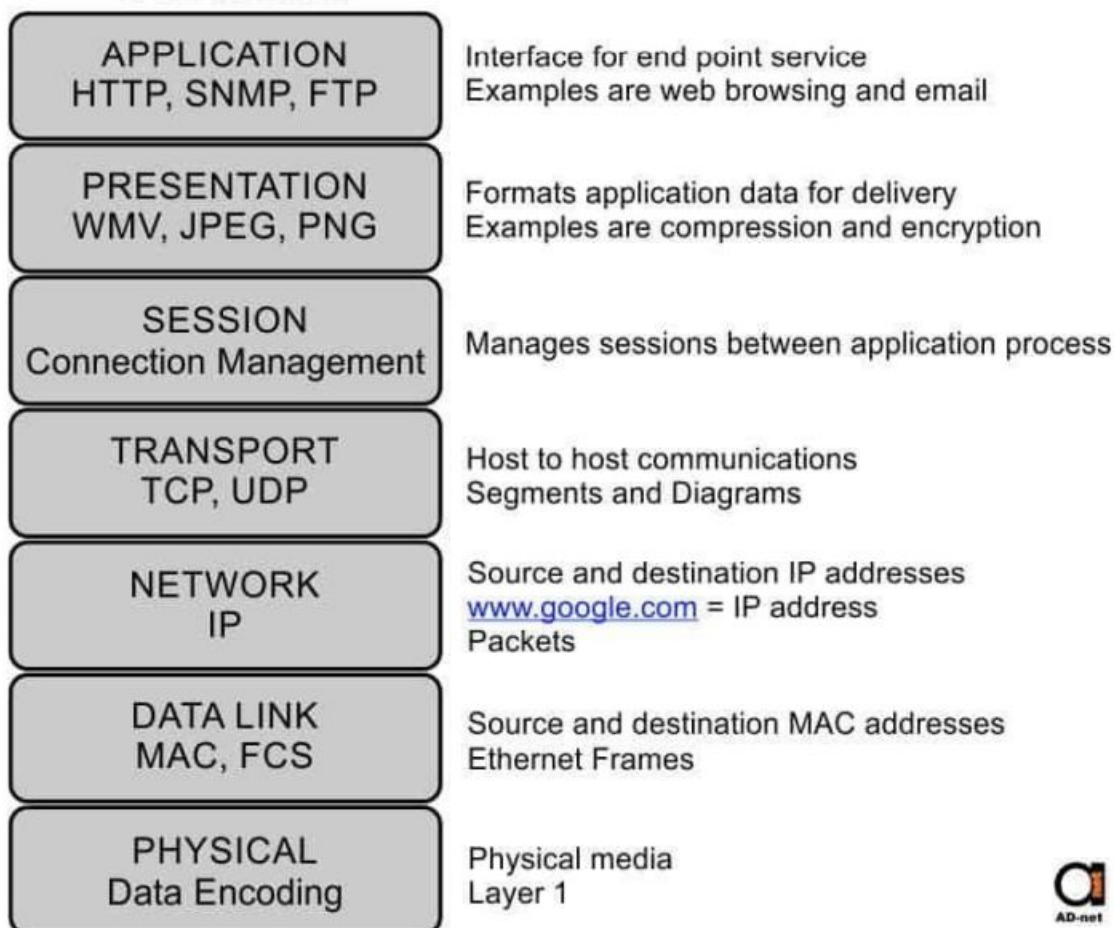 APPLICATION
HTTP, SNMP, FTP
Interface for end point service
Examples are web browsing and email
PRESENTATION
WMV, JPEG, PNG
Formats application data for delivery
Examples are compression and encryption
SESSION
Connection Management
Manages sessions between application process
TRANSPORT
TCP, UDP
Host to host communications
Segments and Diagrams
NETWORK
IP
Source and destination IP addresses
www.google.com = IP address
Packets
DATA LINK
MAC, FCS
Source and destination MAC addresses
Ethernet Frames
PHYSICAL
Data Encoding
Physical media
Layer 1
AD-net